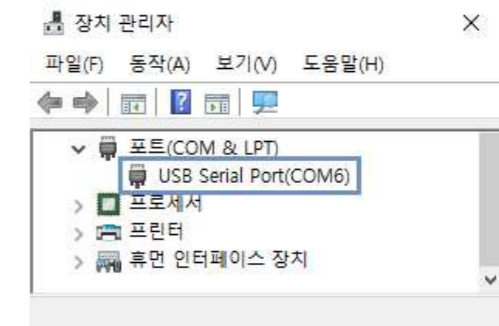 장치 관리자
파일(F) 동작(A) 보기(V) 도움말(H)
포트(COM & LPT)
USB Serial Port(COM6)
프로세서
프린터
휴먼 인터페이스 장치